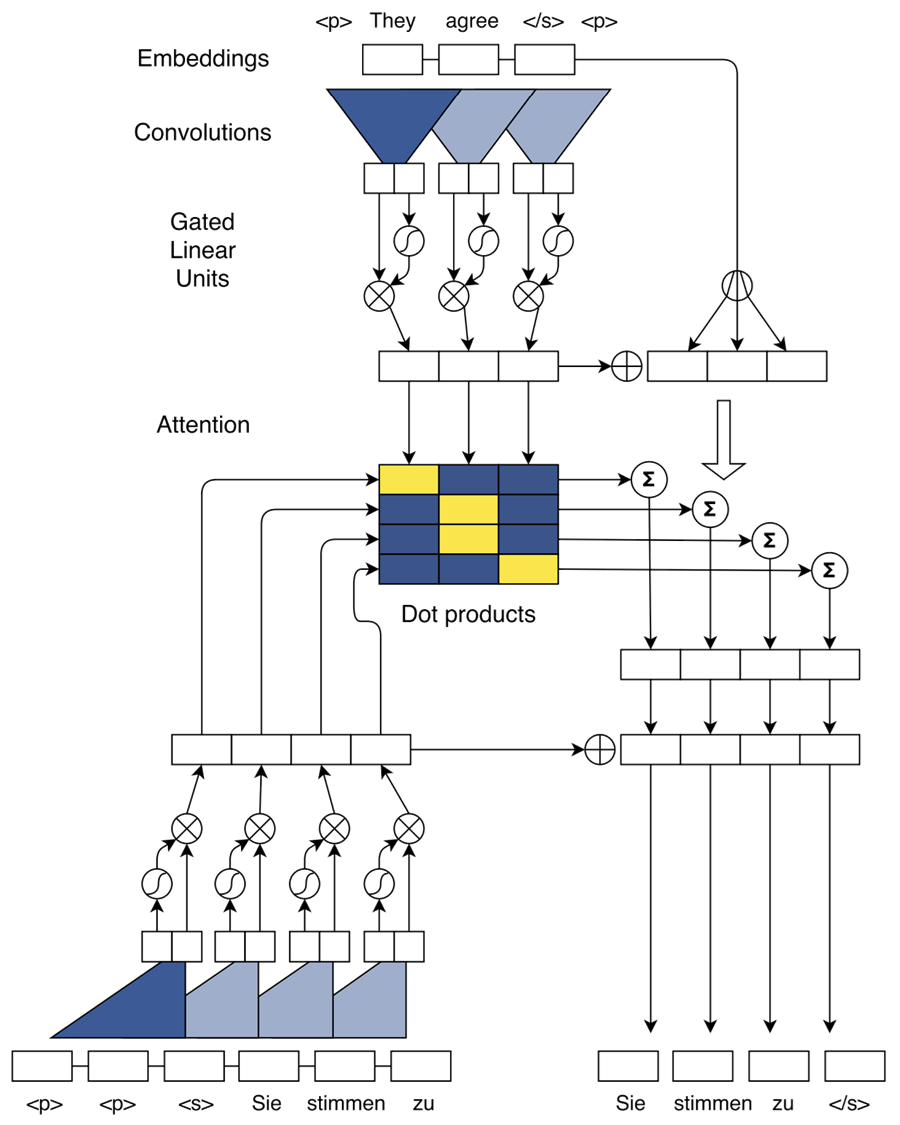 <p> They agree </s> <p>
Embeddings
Convolutions
Gated
Linear
Units
Attention
Σ
Σ
Σ
Σ
Dot products
<p> <p> <s> Sie stimmen zu
Sie stimmen zu </s>